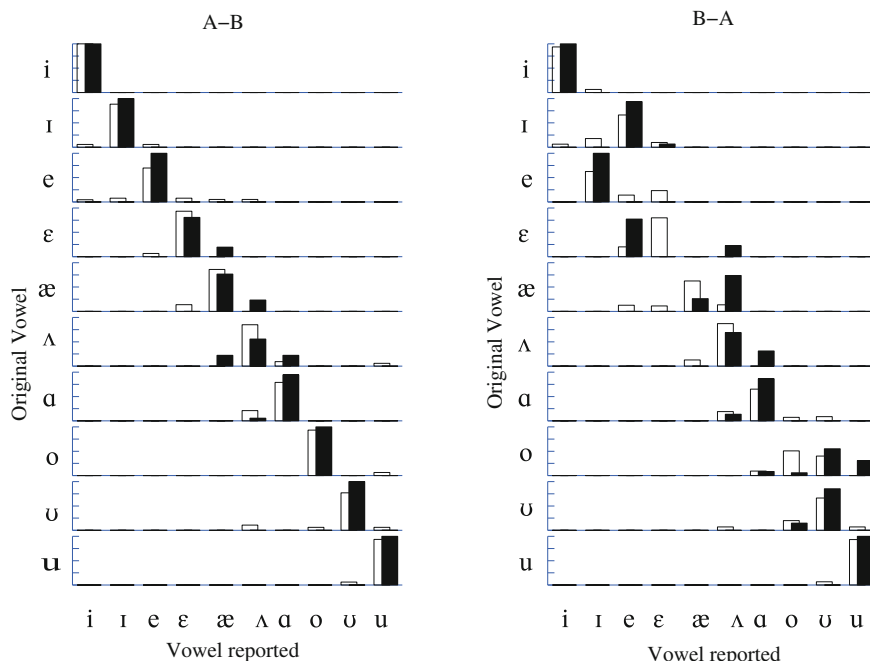 A−B
i
ɪ
e
ɛ
æ
ʌ
ɑ
o
ʊ
u
Original Vowel
i ɪ e ɛ æ ʌ ɑ o ʊ u
Vowel reported
B−A
i
ɪ
e
ɛ
æ
ʌ
ɑ
o
ʊ
u
Original Vowel
i ɪ e ɛ æ ʌ ɑ o ʊ u
Vowel reported